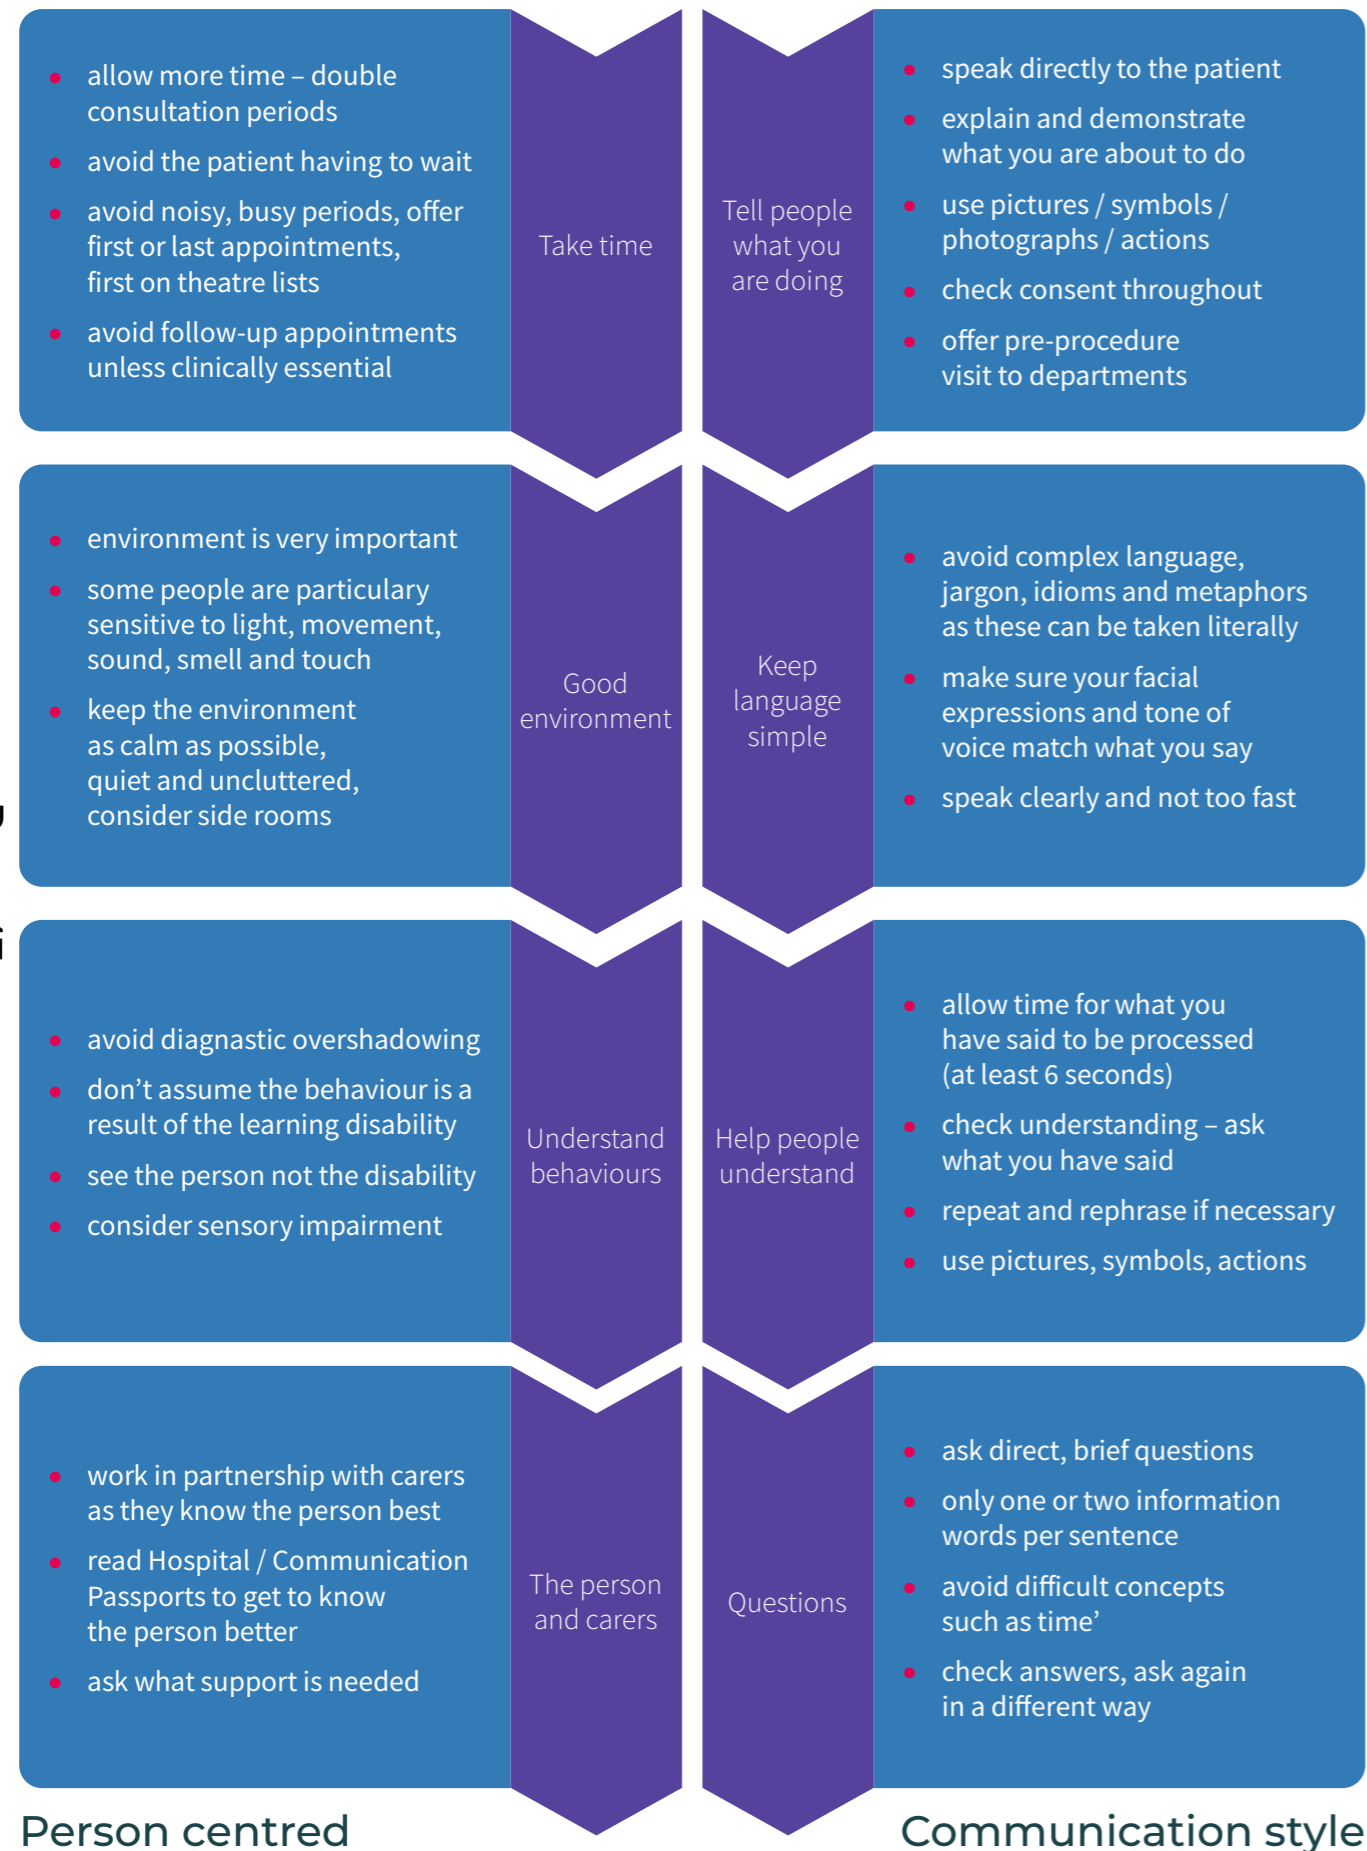 allow more time – double
consultation periods
avoid the patient having to wait
avoid noisy, busy periods, offer
first or last appointments,
first on theatre lists
avoid follow-up appointments
unless clinically essential
Take time
Tell people
what you
are doing
speak directly to the patient
explain and demonstrate
what you are about to do
use pictures / symbols /
photographs / actions
check consent throughout
offer pre-procedure
visit to departments
environment is very important
some people are particulary
sensitive to light, movement,
sound, smell and touch
keep the environment
as calm as possible,
quiet and uncluttered,
consider side rooms
Good
environment
Keep
language
simple
avoid complex language,
jargon, idioms and metaphors
as these can be taken literally
make sure your facial
expressions and tone of
voice match what you say
speak clearly and not too fast
avoid diagnastic overshadowing
don’t assume the behaviour is a
result of the learning disability
see the person not the disability
consider sensory impairment
Understand
behaviours
Help people
understand
allow time for what you
have said to be processed
(at least 6 seconds)
check understanding – ask
what you have said
repeat and rephrase if necessary
use pictures, symbols, actions
work in partnership with carers
as they know the person best
read Hospital / Communication
Passports to get to know
the person better
ask what support is needed
The person
and carers
Questions
ask direct, brief questions
only one or two information
words per sentence
avoid difficult concepts
such as time’
check answers, ask again
in a different way
Person centred
Communication style